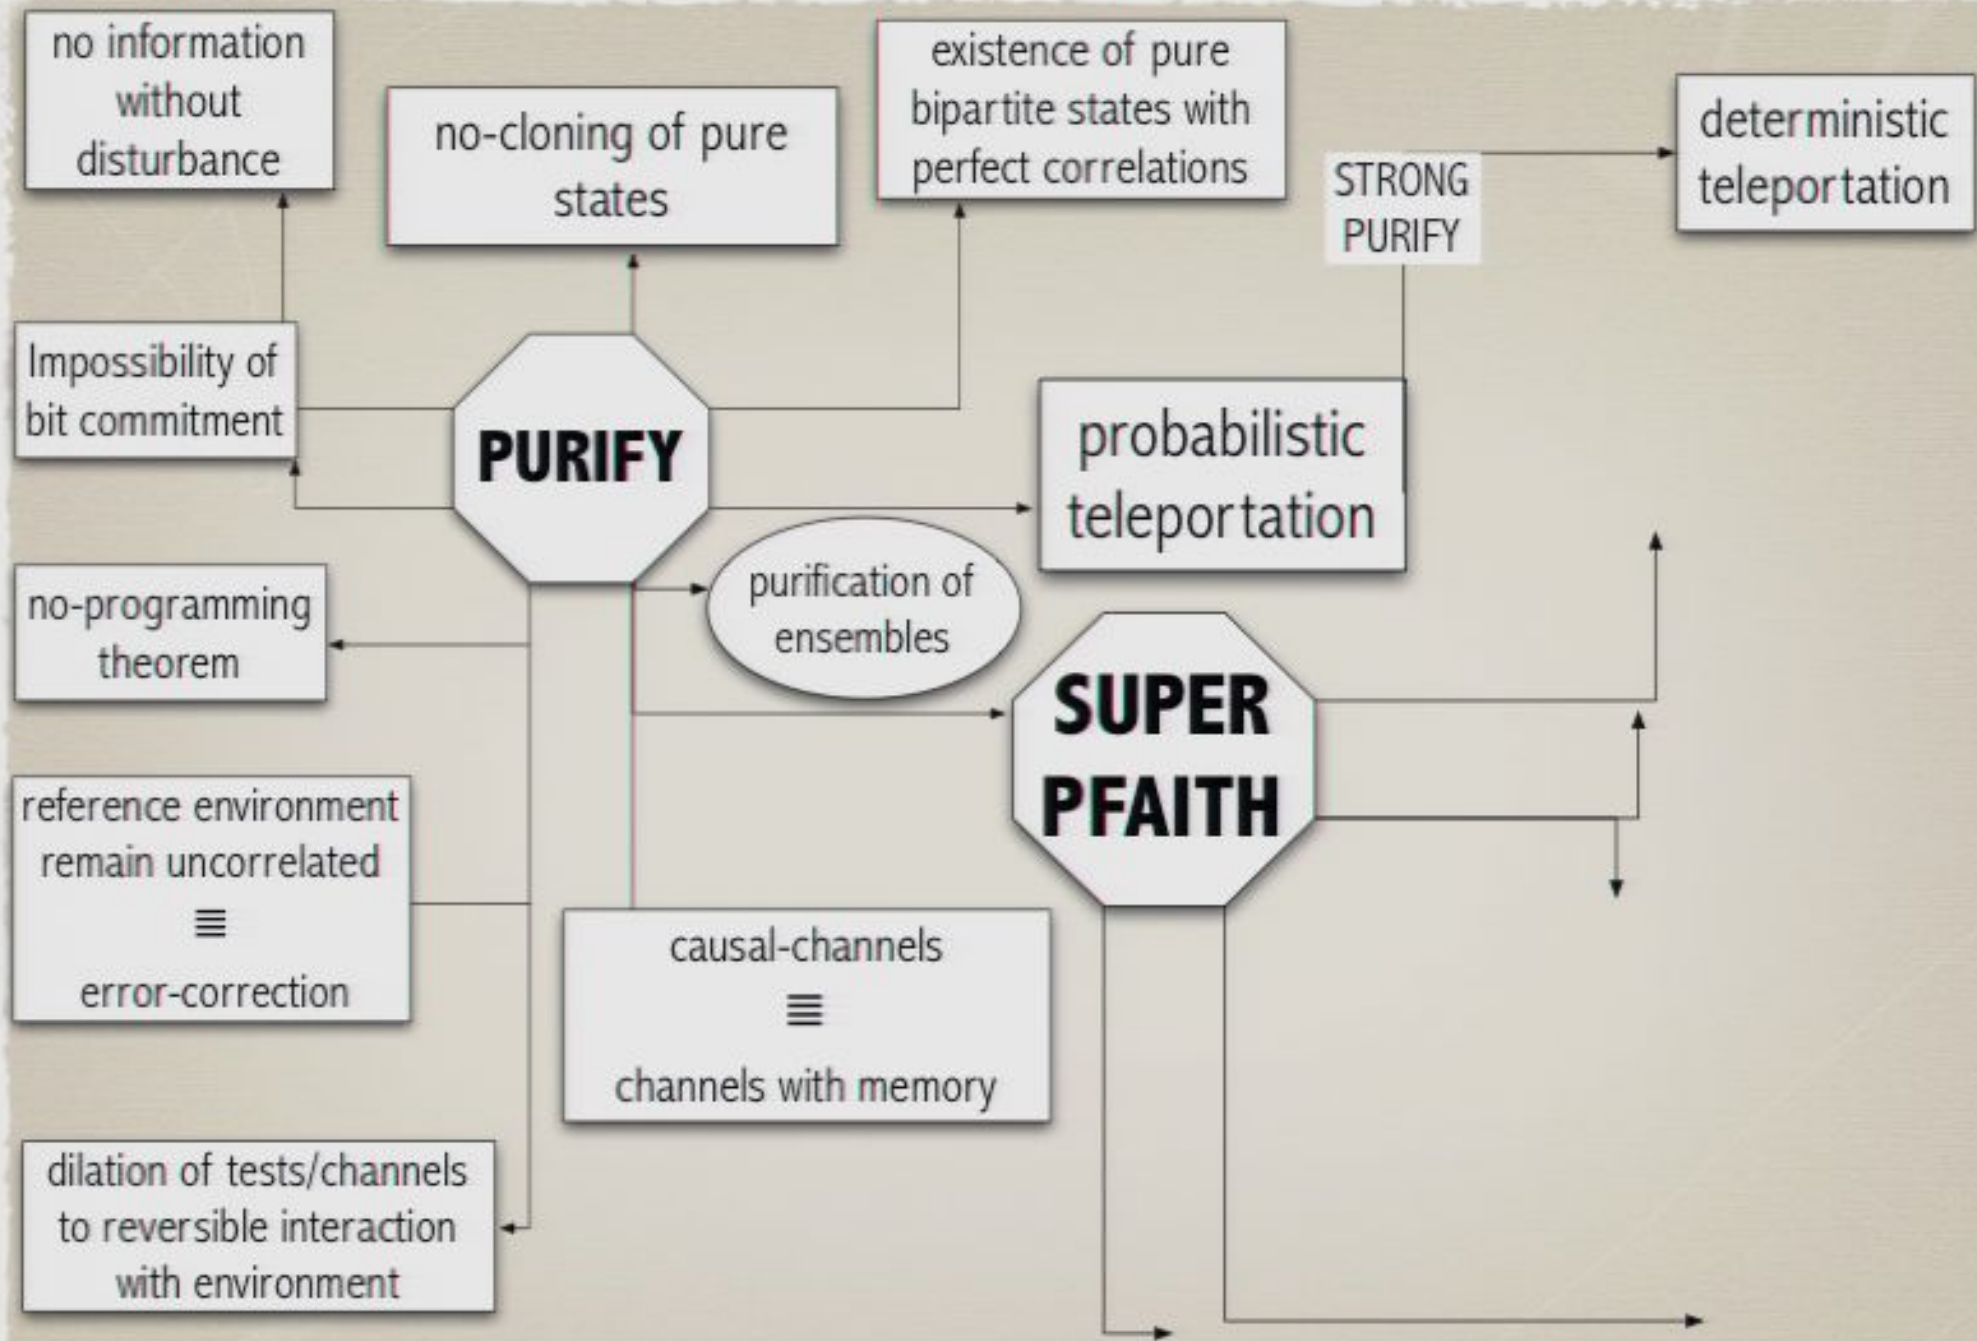 no information
without
disturbance
no-cloning of pure
states
existence of pure
bipartite states with
perfect correlations
STRONG
PURIFY
deterministic
teleportation
Impossibility of
bit commitment
PURIFY
probabilistic
teleportation
no-programming
theorem
purification of
ensembles
SUPER
PFAITH
reference environment
remain uncorrelated
≣
error-correction
causal-channels
≣
channels with memory
dilation of tests/channels
to reversible interaction
with environment